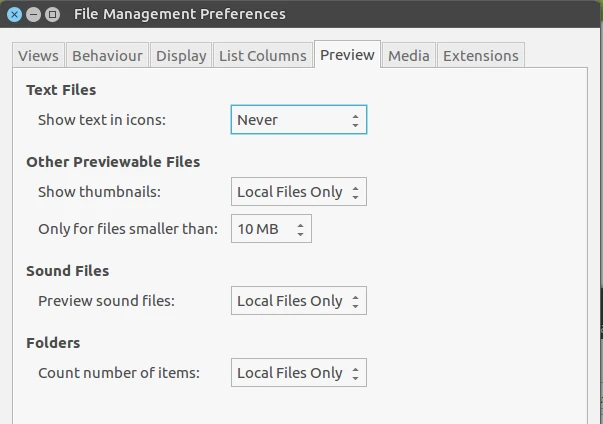 File Management Preferences
Views Behaviour Display List Columns Preview Media Extensions
Text Files
Show text in icons: Never
Other Previewable Files
Show thumbnails: Local Files Only
Only for files smaller than: 10 MB
Sound Files
Preview sound files: Local Files Only
Folders
Count number of items: Local Files Only